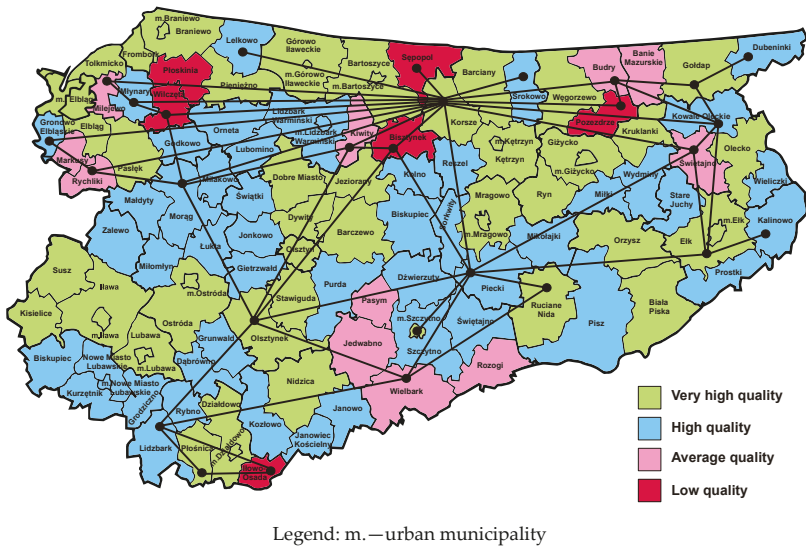 m.Braniewo
Braniewo
Lelkowo
Frombork
Górowo
Iławeckie
Bartoszyce
Sępopol
Barciany
Banie
Mazurskie
Budry
Dubeninki
Gołdap
Tolkmicko
Płoskinia
Pieniężno
m.Górowo
Iławeckie
m.Bartoszyce
Srokowo
Węgorzewo
m. Elbląg
Milejewo
Młynary
Wilczęta
Lidzbark
Warmiński
Pozezdrze
Kowale Oleckie
Gronowo
Elbląskie
Elbląg
Orneta
m.Lidzbark
Warmiński
Kiwity
Bisztynek
Korsze
Kruklanki
Godkowo
Lubomino
m.Kętrzyn
Kętrzyn
Giżycko
m.Giżycko
Olecko
Markusy
Rychliki
Pasłęk
Miłakowo
Dobre Miasto
Jeziorany
Kolno
Reszel
Świętajno
Wieliczki
Małdyty
Świątki
Dywity
Biskupiec
Sorkwity
Mrągowo
Ryn
Miłki
Wydminy
Stare
Juchy
Morąg
Zalewo
Łukta
Jonkowo
Olsztyn
Barczewo
m.Mrągowo
Mikołajki
Orzysz
Ełk
m.Ełk
Kalinowo
Miłomłyn
Gietrzwałd
Susz
Iława
m.Ostróda
Stawiguda
Purda
Dźwierzuty
Piecki
Prostki
Kisielice
m.Iława
Ostróda
Olsztynek
Pasym
Ruciane
Nida
Biała
Piska
Lubawa
Grunwald
m.Szczytno
Świętajno
Pisz
Biskupiec
Nowe Miasto
Lubawskie
m.Lubawa
Dąbrówno
Jedwabno
Szczytno
Rozogi
Kurzętnik
m.Nowe Miasto
Lubawskie
Grodziczno
Rybno
Działdowo
Nidzica
Wielbark
Lidzbark
Płośnica
m.Działdowo
Kozłowo
Janowo
Janowiec
Kościelny
Iłowo
Osada
Very high quality
High quality
Average quality
Low quality
Legend: m.—urban municipality